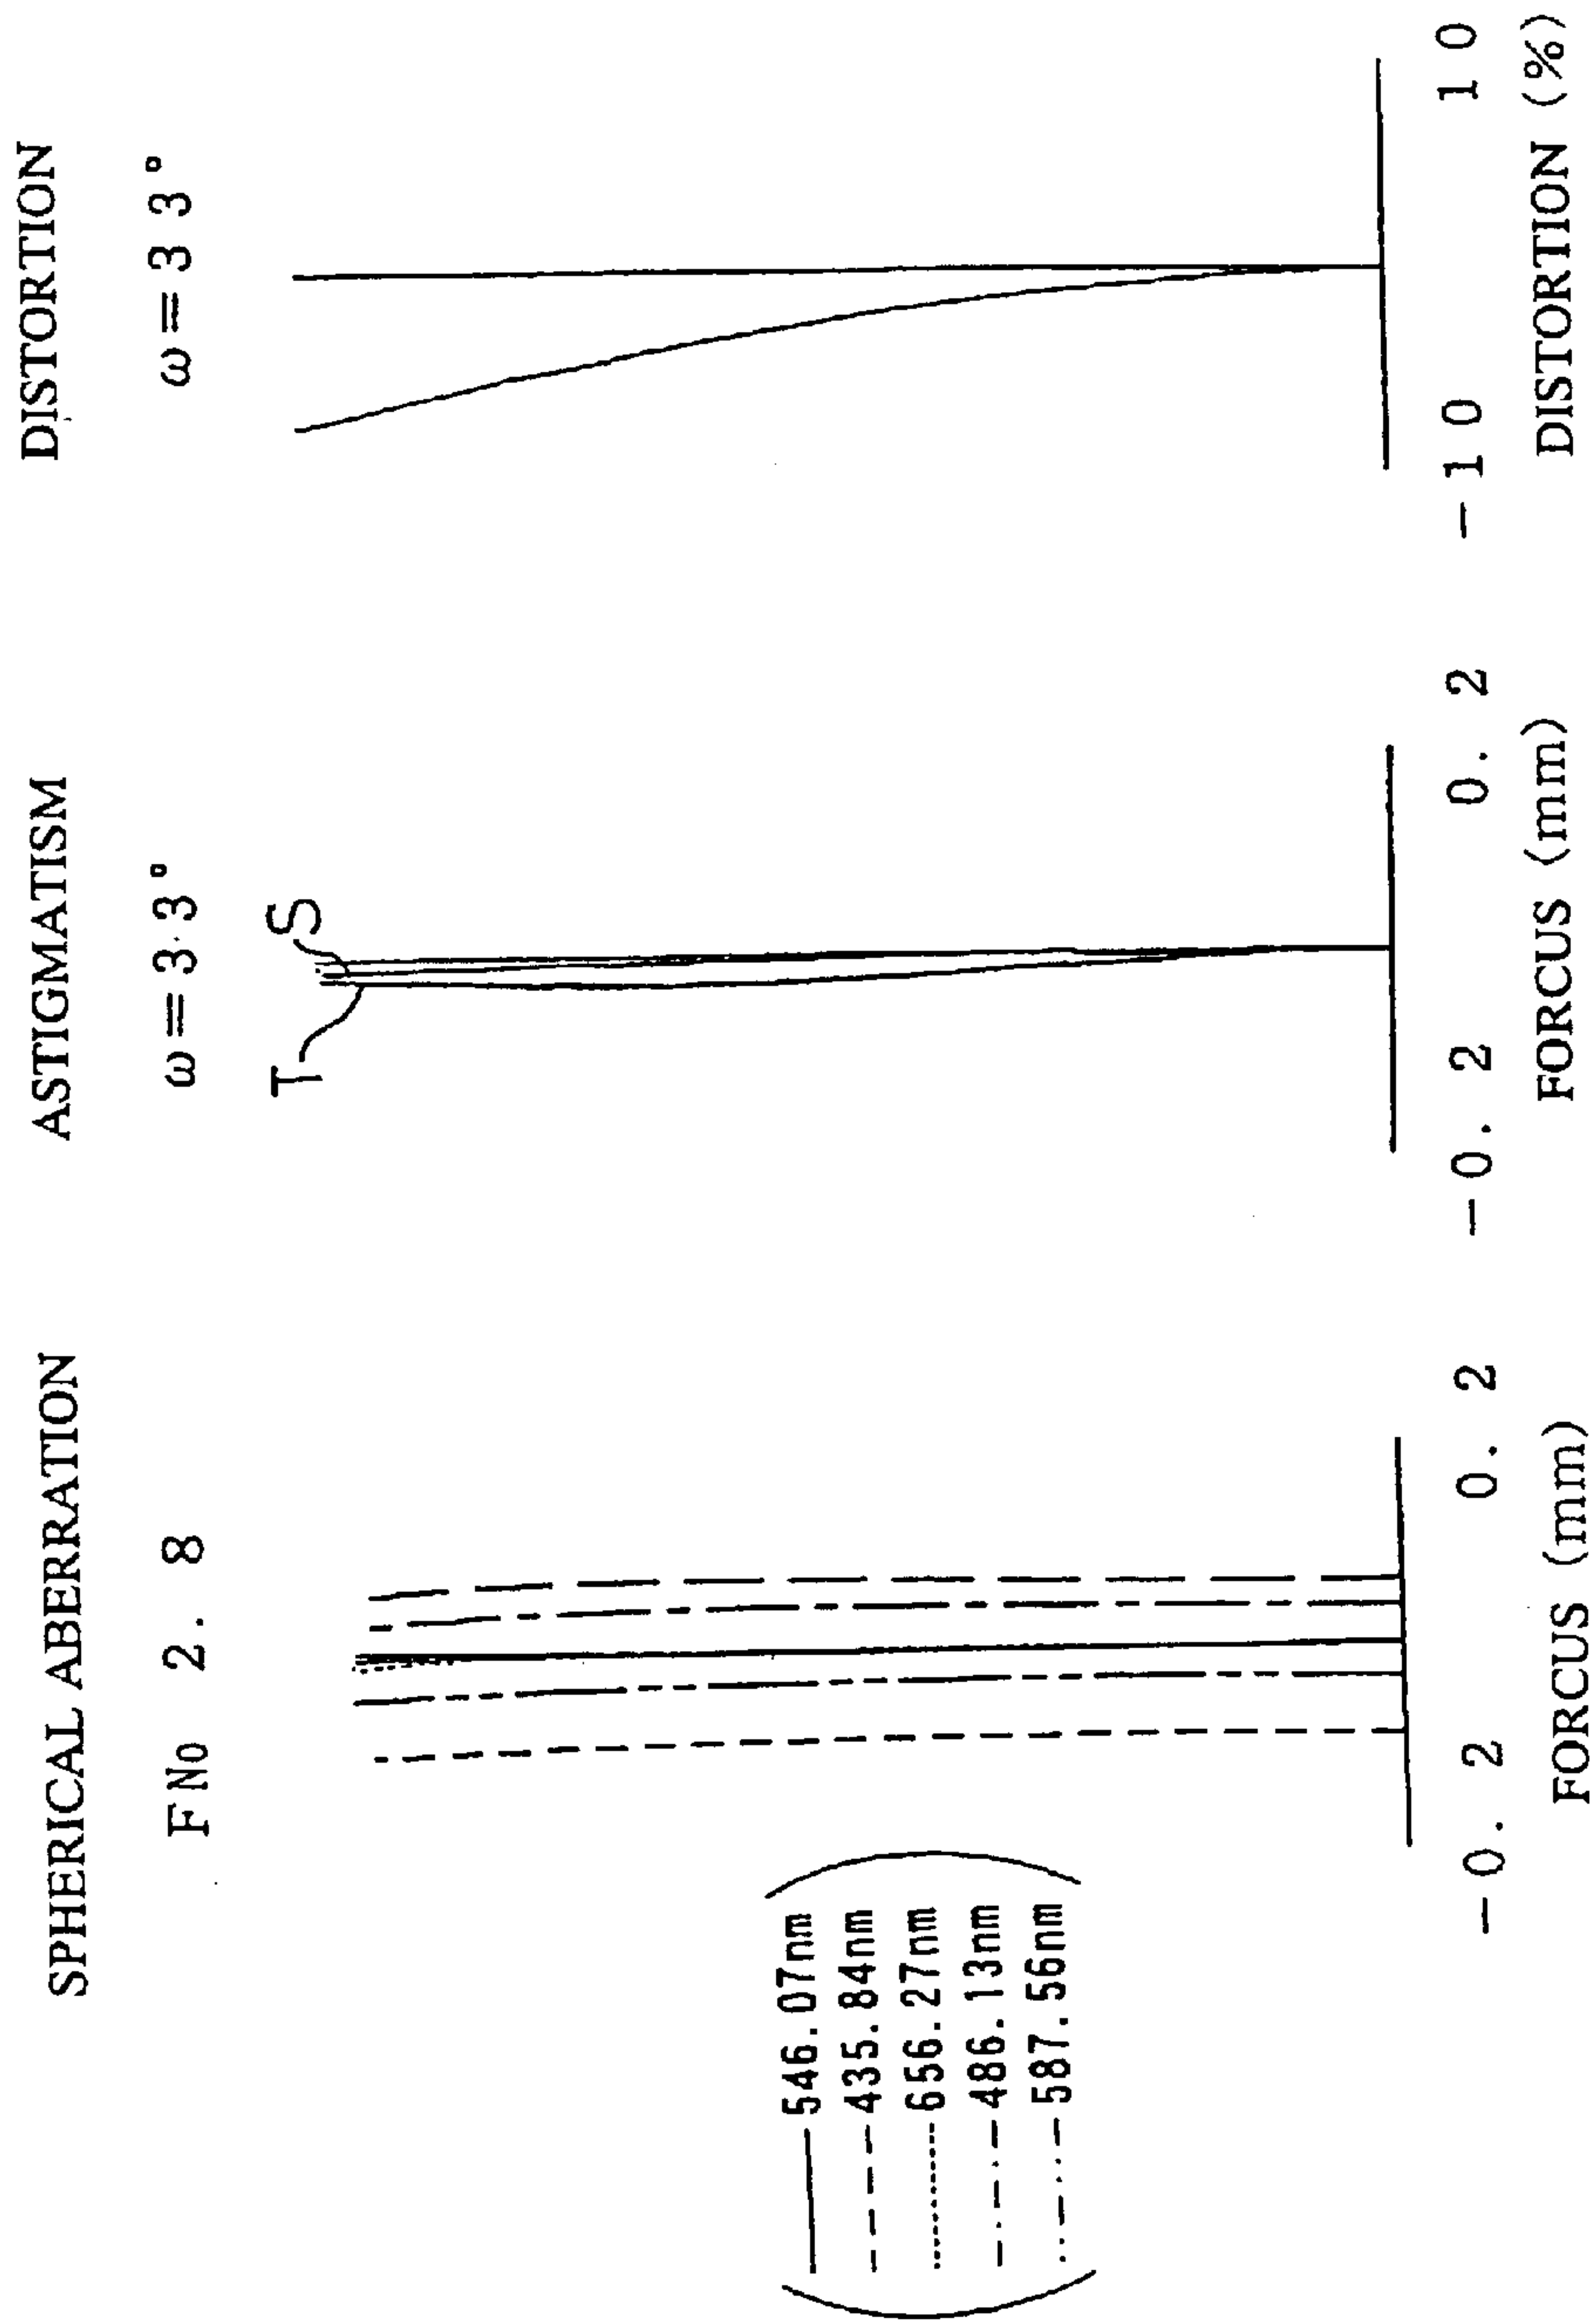 SPHERICAL ABERRATION
FNo 2. 8
546.07nm
435.84nm
656.27nm
486.13nm
587.56nm
-0. 2
0. 2
FORCUS (mm)
ASTIGMATISM
ω=33°
T
S
-0. 2
0. 2
FORCUS (mm)
DISTORTION
ω=33°
-10
10
DISTORTION (%)